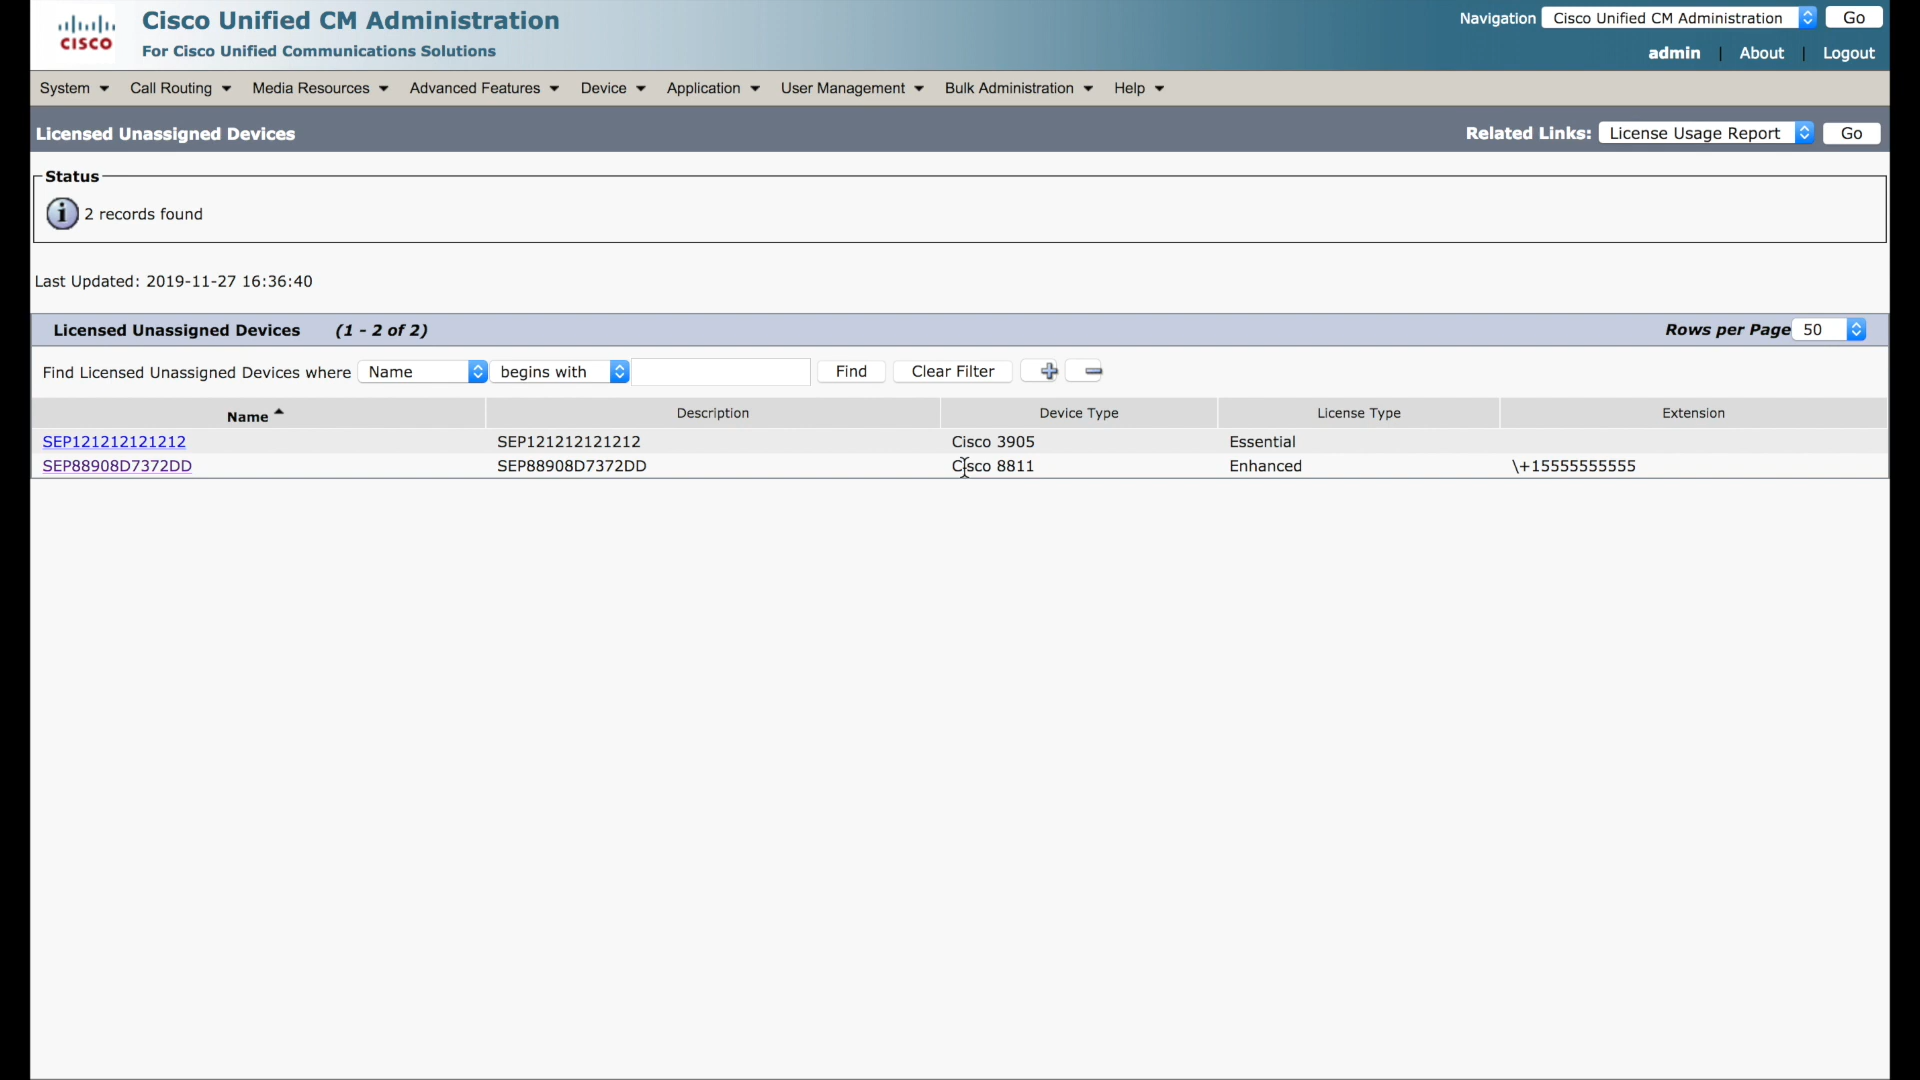 CISCO
Cisco Unified CM Administration
For Cisco Unified Communications Solutions
Navigation Cisco Unified CM Administration Go
admin | About | Logout
System Call Routing Media Resources Advanced Features Device Application User Management Bulk Administration Help
Licensed Unassigned Devices
Related Links: License Usage Report Go
Status
2 records found
Last Updated: 2019-11-27 16:36:40
Licensed Unassigned Devices (1 - 2 of 2) Rows per Page 50
Find Licensed Unassigned Devices where Name begins with Find Clear Filter
Name Description Device Type License Type Extension
SEP121212121212 SEP121212121212 Cisco 3905 Essential
SEP88908D7372DD SEP88908D7372DD Cisco 8811 Enhanced \+15555555555